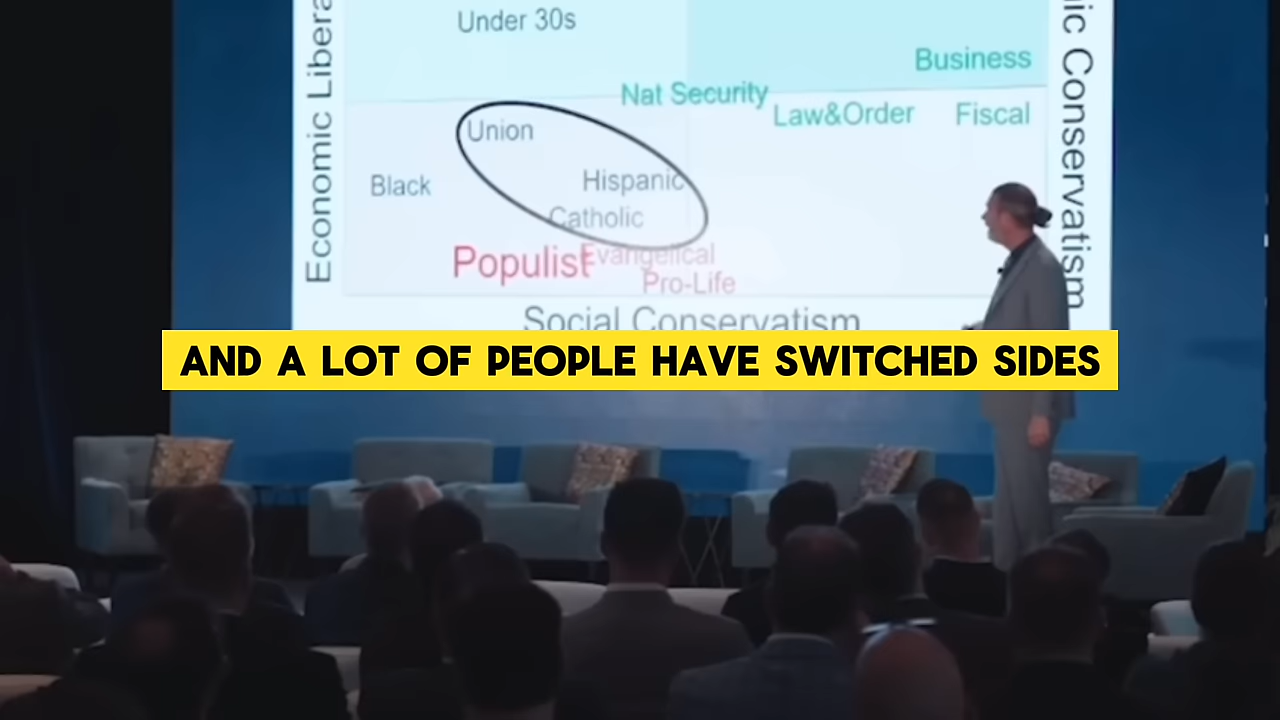 Under 30s
Business
Nat Security
Law&Order
Fiscal
Union
Black
Hispanic
Catholic
Populist
Evangelical
Pro-Life
Economic
Conservatism
Social Conservatism
AND A LOT OF PEOPLE HAVE SWITCHED SIDES